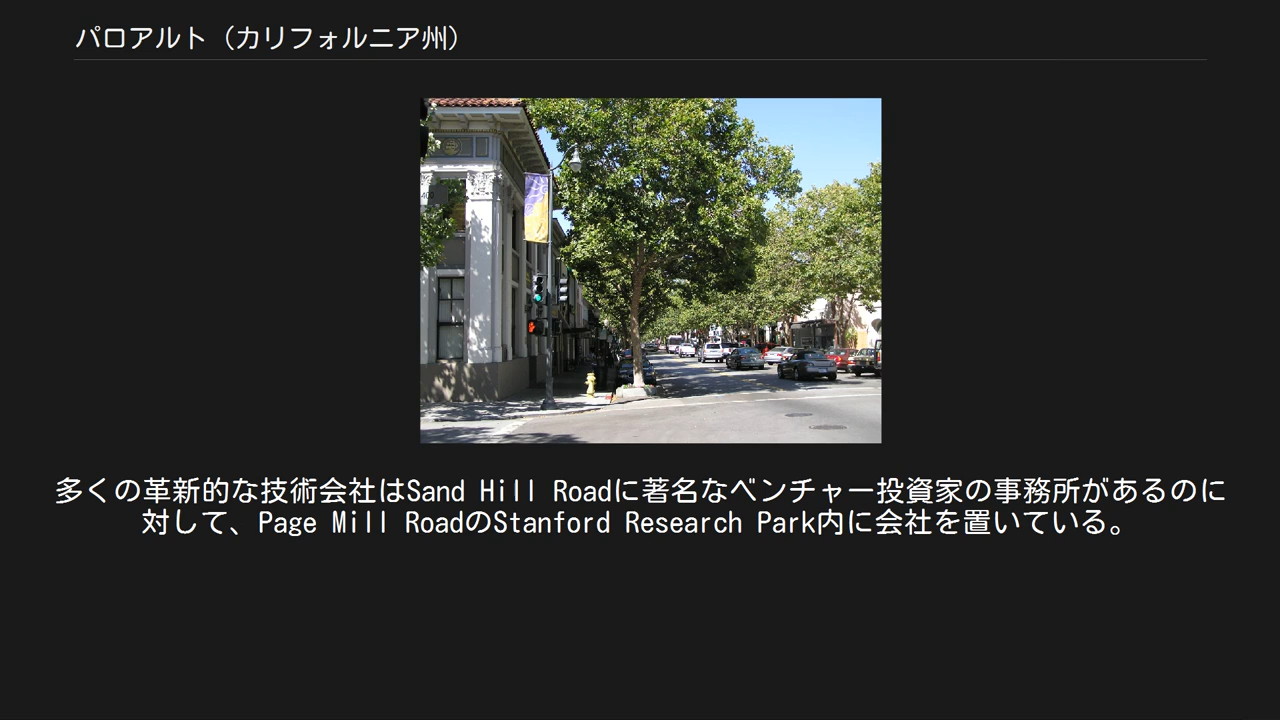 パロアルト（カリフォルニア州）
多くの革新的な技術会社はSand Hill Roadに著名なベンチャー投資家の事務所があるのに
対して、Page Mill RoadのStanford Research Park内に会社を置いている。